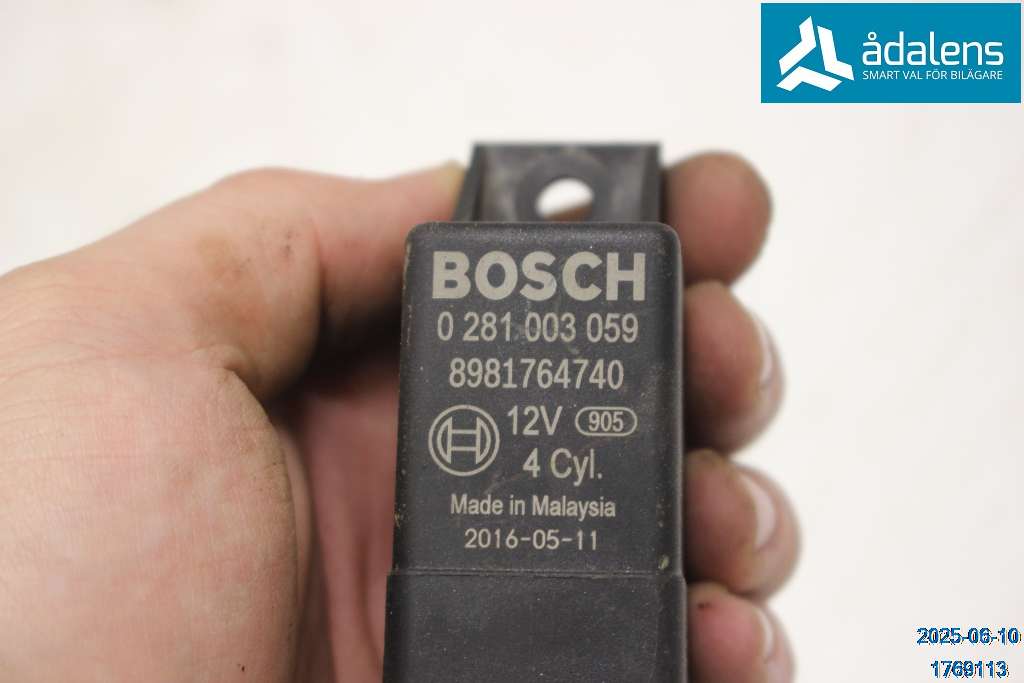 ådalens
SMART VAL FÖR BILÄGARE
BOSCH
0 281 003 059
8981764740
12V 905
4 Cyl.
Made in Malaysia
2016-05-11
2025-06-10
1769113